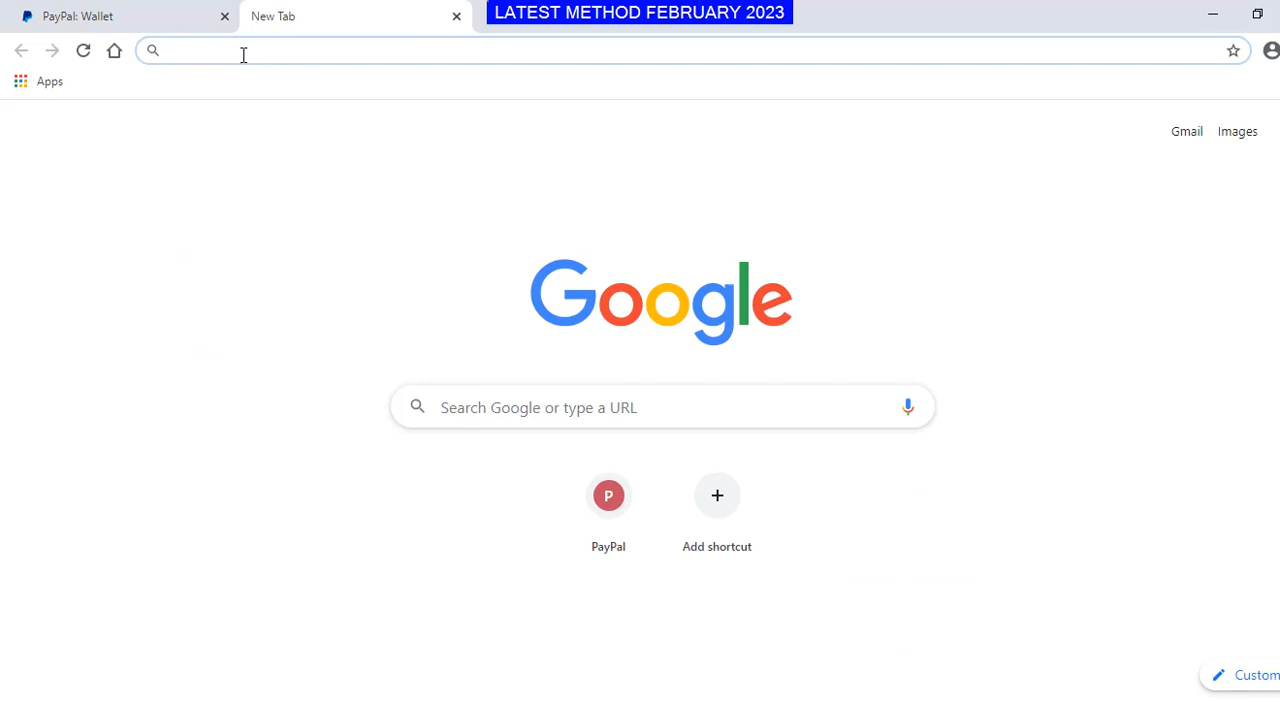 PayPal: Wallet
New Tab
LATEST METHOD FEBRUARY 2023
Apps
Gmail
Images
Google
Search Google or type a URL
P
PayPal
Add shortcut
Custom